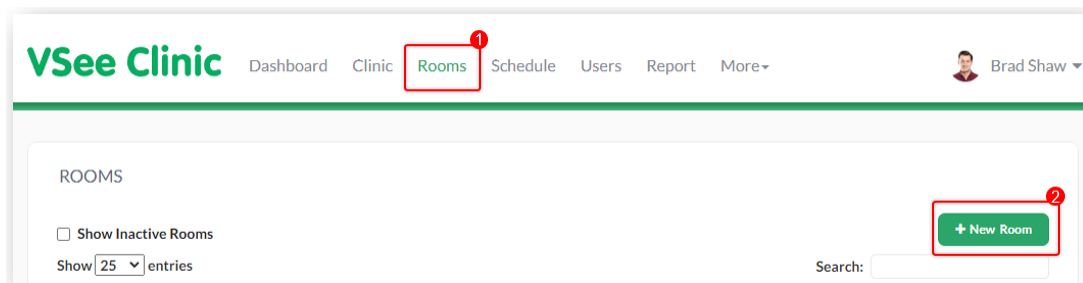 VSee Clinic Dashboard Clinic Rooms Schedule Users Report More Brad Shaw
1
ROOMS
2
+ New Room
Show Inactive Rooms
Show 25 entries
Search: